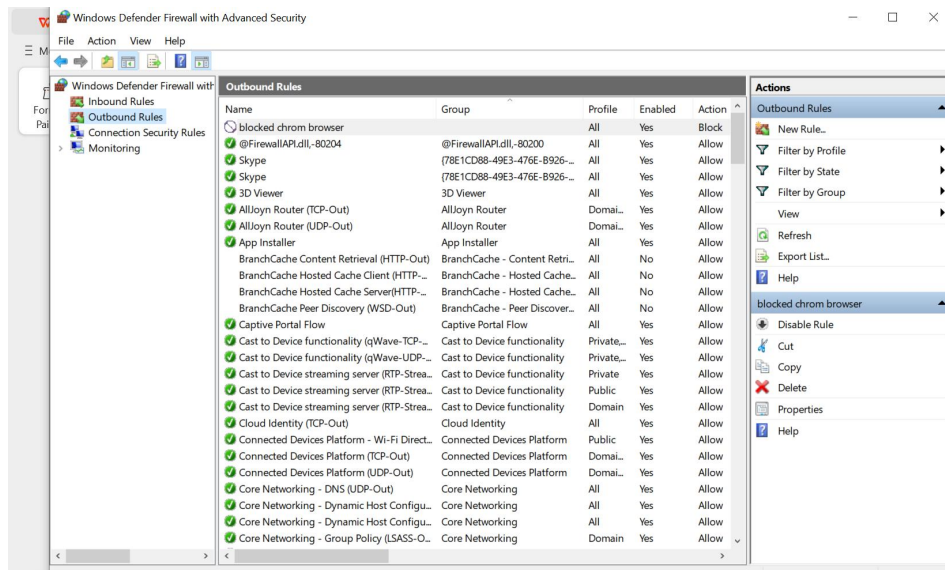 Windows Defender Firewall with Advanced Security
File Action View Help
Windows Defender Firewall with
Inbound Rules
Outbound Rules
Connection Security Rules
Monitoring
Outbound Rules
Name Group Profile Enabled Action
blocked chrom browser All Yes Block
@FirewallAPI.dll,-80204 @FirewallAPI.dll,-80200 All Yes Allow
Skype {78E1CD88-49E3-476E-B926-... All Yes Allow
Skype {78E1CD88-49E3-476E-B926-... All Yes Allow
3D Viewer 3D Viewer All Yes Allow
AllJoyn Router (TCP-Out) AllJoyn Router Domai... Yes Allow
AllJoyn Router (UDP-Out) AllJoyn Router Domai... Yes Allow
App Installer App Installer All Yes Allow
BranchCache Content Retrieval (HTTP-Out) BranchCache - Content Retri... All No Allow
BranchCache Hosted Cache Client (HTTP-... BranchCache - Hosted Cache... All No Allow
BranchCache Hosted Cache Server(HTTP-... BranchCache - Hosted Cache... All No Allow
BranchCache Peer Discovery (WSD-Out) BranchCache - Peer Discover... All No Allow
Captive Portal Flow Captive Portal Flow All Yes Allow
Cast to Device functionality (qWave-TCP-... Cast to Device functionality Private,... Yes Allow
Cast to Device functionality (qWave-UDP-... Cast to Device functionality Private,... Yes Allow
Cast to Device streaming server (RTP-Strea... Cast to Device functionality Private Yes Allow
Cast to Device streaming server (RTP-Strea... Cast to Device functionality Public Yes Allow
Cast to Device streaming server (RTP-Strea... Cast to Device functionality Domain Yes Allow
Cloud Identity (TCP-Out) Cloud Identity All Yes Allow
Connected Devices Platform - Wi-Fi Direct... Connected Devices Platform Public Yes Allow
Connected Devices Platform (TCP-Out) Connected Devices Platform Domai... Yes Allow
Connected Devices Platform (UDP-Out) Connected Devices Platform Domai... Yes Allow
Core Networking - DNS (UDP-Out) Core Networking All Yes Allow
Core Networking - Dynamic Host Configu... Core Networking All Yes Allow
Core Networking - Dynamic Host Configu... Core Networking All Yes Allow
Core Networking - Group Policy (LSASS-O... Core Networking Domain Yes Allow
Actions
Outbound Rules
New Rule...
Filter by Profile
Filter by State
Filter by Group
View
Refresh
Export List...
Help
blocked chrom browser
Disable Rule
Cut
Copy
Delete
Properties
Help